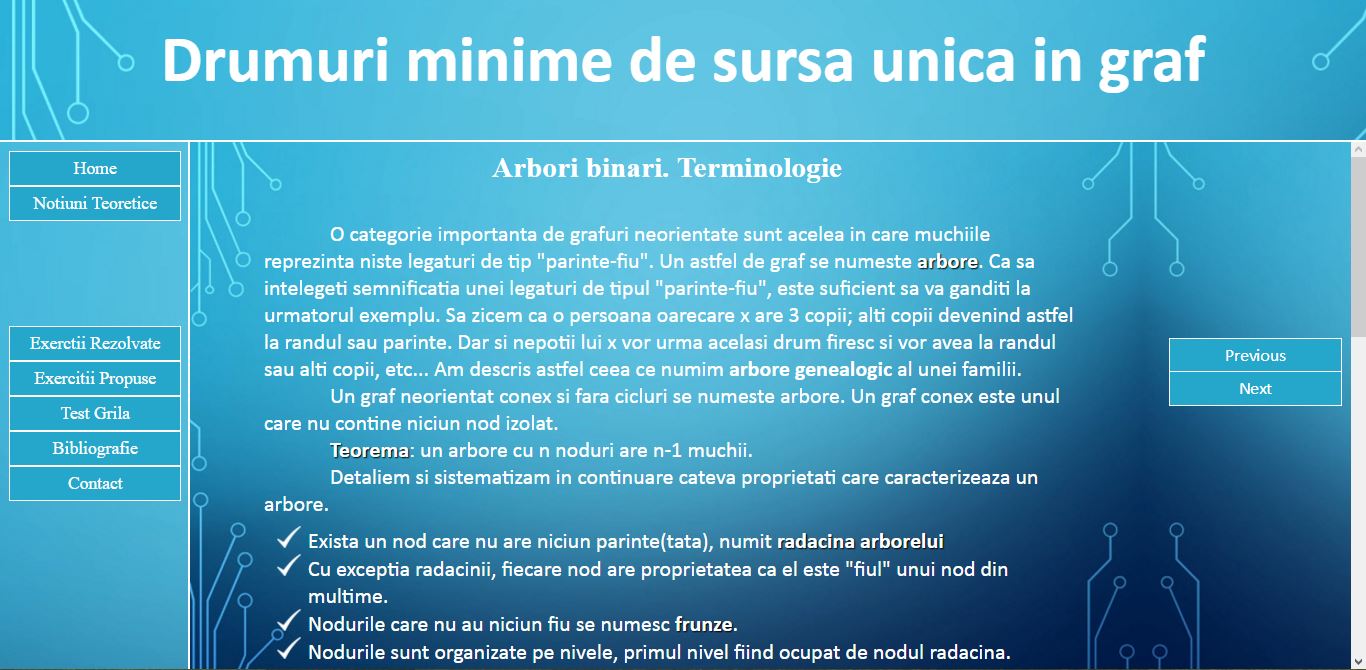 Drumuri minime de sursa unica in graf
Home
Notiuni Teoretice
Exerctii Rezolvate
Exercitii Propuse
Test Grila
Bibliografie
Contact
Arbori binari. Terminologie
O categorie importanta de grafuri neorientate sunt acelea in care muchiile
reprezinta niste legaturi de tip "parinte-fiu". Un astfel de graf se numeste arbore. Ca sa
intelegeti semnificatia unei legaturi de tipul "parinte-fiu", este suficient sa va ganditi la
urmatorul exemplu. Sa zicem ca o persoana oarecare x are 3 copii; alti copii devenind astfel
la randul sau parinte. Dar si nepotii lui x vor urma acelasi drum firesc si vor avea la randul
sau alti copii, etc... Am descris astfel ceea ce numim arbore genealogic al unei familii.
Un graf neorientat conex si fara cicluri se numeste arbore. Un graf conex este unul
care nu contine niciun nod izolat.
Teorema: un arbore cu n noduri are n-1 muchii.
Detaliem si sistematizam in continuare cateva proprietati care caracterizeaza un
arbore.
Exista un nod care nu are niciun parinte(tata), numit radacina arborelui
Cu exceptia radacinii, fiecare nod are proprietatea ca el este "fiul" unui nod din
multime.
Nodurile care nu au niciun fiu se numesc frunze.
Nodurile sunt organizate pe nivele, primul nivel fiind ocupat de nodul radacina.
Previous
Next